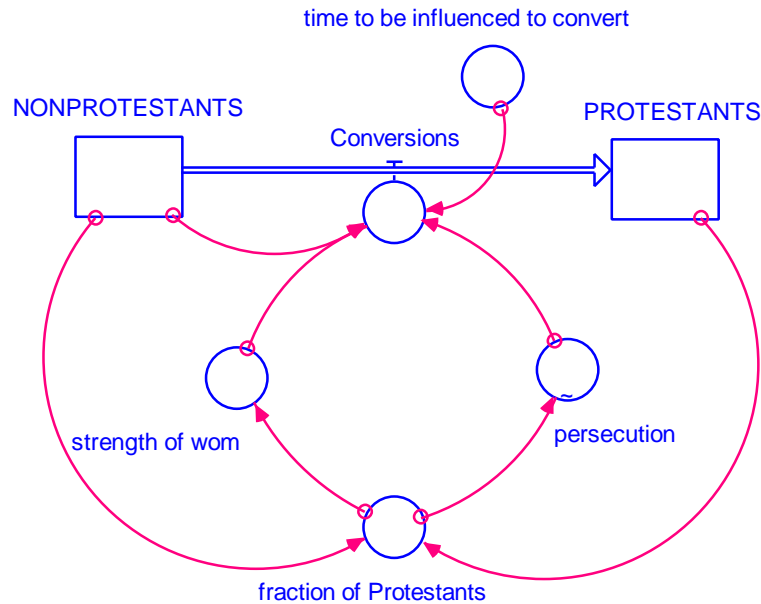 time to be influenced to convert
NONPROTESTANTS
PROTESTANTS
Conversions
~
strength of wom
persecution
fraction of Protestants